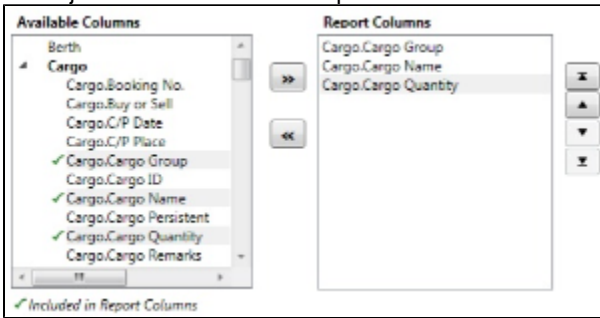 Available Columns
Berth
Cargo
Cargo.Booking No.
Cargo.Buy or Sell
Cargo.C/P Date
Cargo.C/P Place
✓Cargo.Cargo Group
Cargo.Cargo ID
✓Cargo.Cargo Name
Cargo.Cargo Persistent
✓Cargo.Cargo Quantity
Cargo.Cargo Remarks
✓Included in Report Columns
Report Columns
Cargo.Cargo Group
Cargo.Cargo Name
Cargo.Cargo Quantity